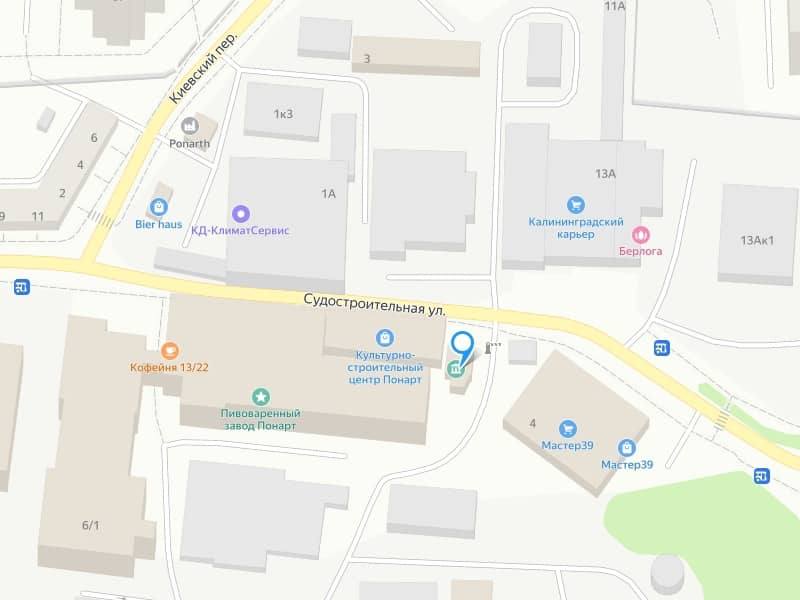 11А
Киевский пер.
3
1к3
Ponarth
6
4
2
9
11
1А
13А
Bier haus
КД-КлиматСервис
Калининградский
карьер
Берлога
13Ак1
Судостроительная ул.
Кофейня 13/22
Культурно-
строительный
центр Понарт
Пивоваренный
завод Понарт
4
Мастер39
Мастер39
6/1